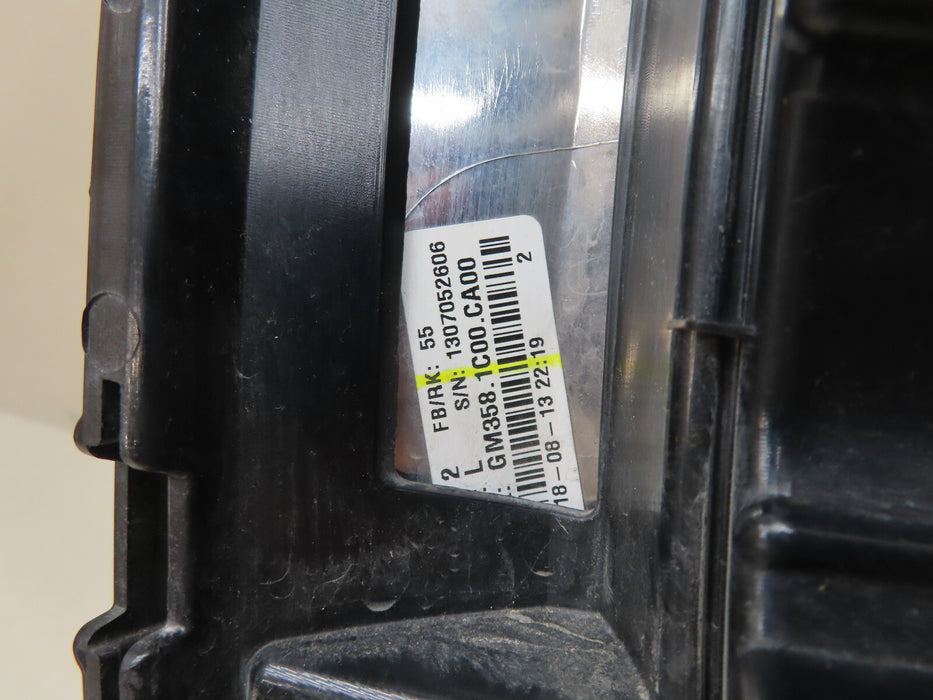 2 FB/RK: 55
L S/N: 1307052606
GM358.1C00.CA00
2
18-08-13 22:19